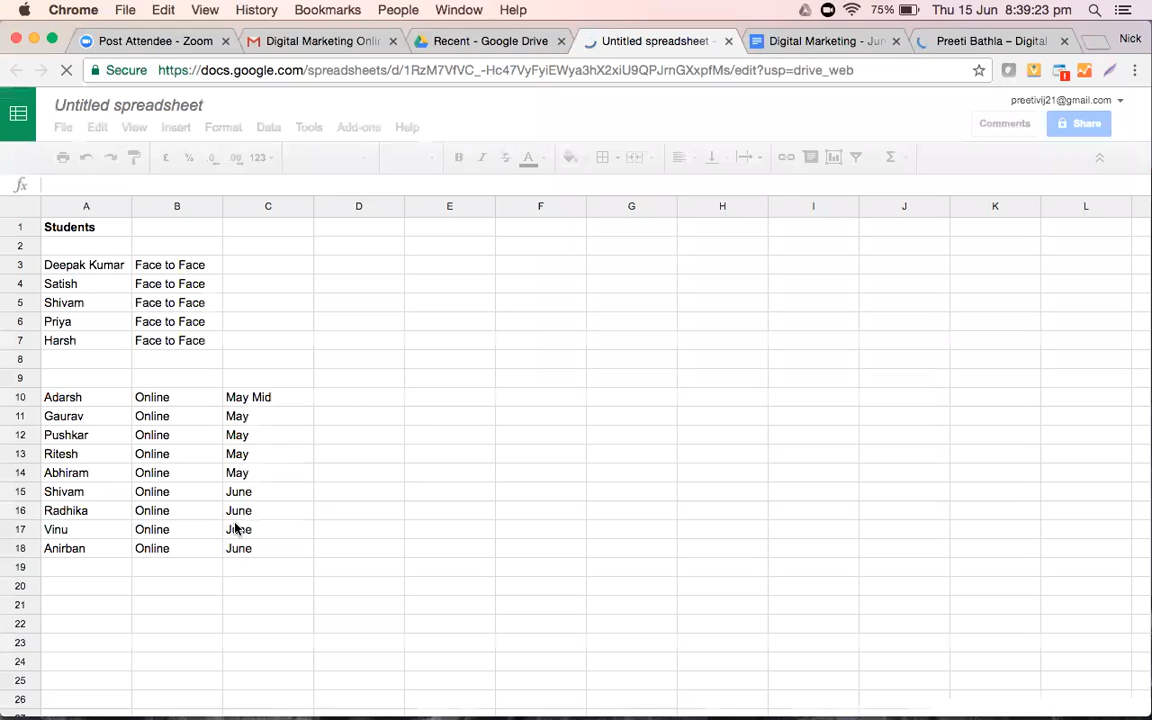 Chrome File Edit View History Bookmarks People Window Help 75% Thu 15 Jun 8:39:23 pm
Post Attendee - Zoom Digital Marketing Onli Recent - Google Drive Untitled spreadsheet - Digital Marketing - Jun Preeti Bathla – Digital Nick
Secure https://docs.google.com/spreadsheets/d/1RzM7VfVC_-Hc47VyFyiEWya3hX2xiU9QPJrnGXxpfMs/edit?usp=drive_web
Untitled spreadsheet preetivij21@gmail.com
File Edit View Insert Format Data Tools Add-ons Help Comments Share
£ % .0 .00 123 B I S A Σ
fx
A B C D E F G H I J K L
1 Students
2
3 Deepak Kumar Face to Face
4 Satish Face to Face
5 Shivam Face to Face
6 Priya Face to Face
7 Harsh Face to Face
8
9
10 Adarsh Online May Mid
11 Gaurav Online May
12 Pushkar Online May
13 Ritesh Online May
14 Abhiram Online May
15 Shivam Online June
16 Radhika Online June
17 Vinu Online June
18 Anirban Online June
19
20
21
22
23
24
25
26